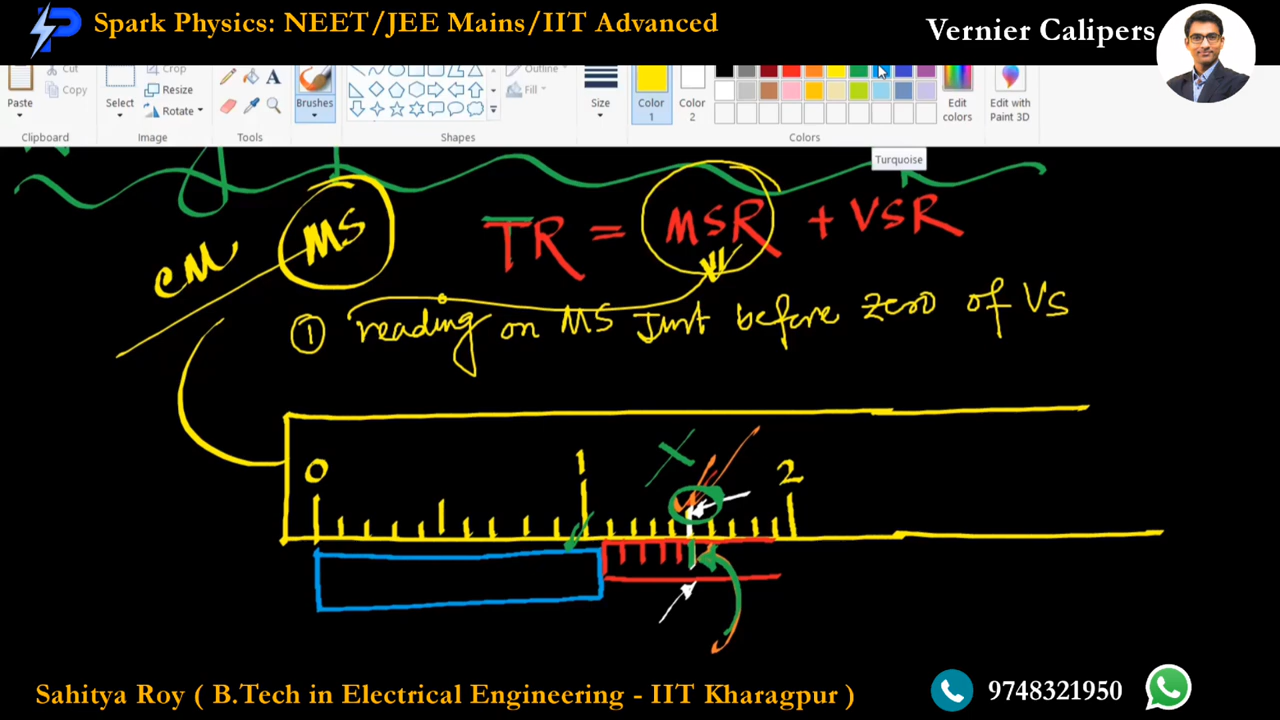 Spark Physics: NEET/JEE Mains/IIT Advanced
Vernier Calipers
Cut
Copy
Paste
Clipboard
Crop
Resize
Rotate
Select
Image
A
Tools
Brushes
Outline
Fill
Shapes
Size
Color 1
Color 2
Edit colors
Edit with Paint 3D
Colors
Turquoise
cM MS
TR = MSR + VSR
① reading on MS Just before zero of VS
0 1 2
Sahitya Roy ( B.Tech in Electrical Engineering - IIT Kharagpur )
9748321950